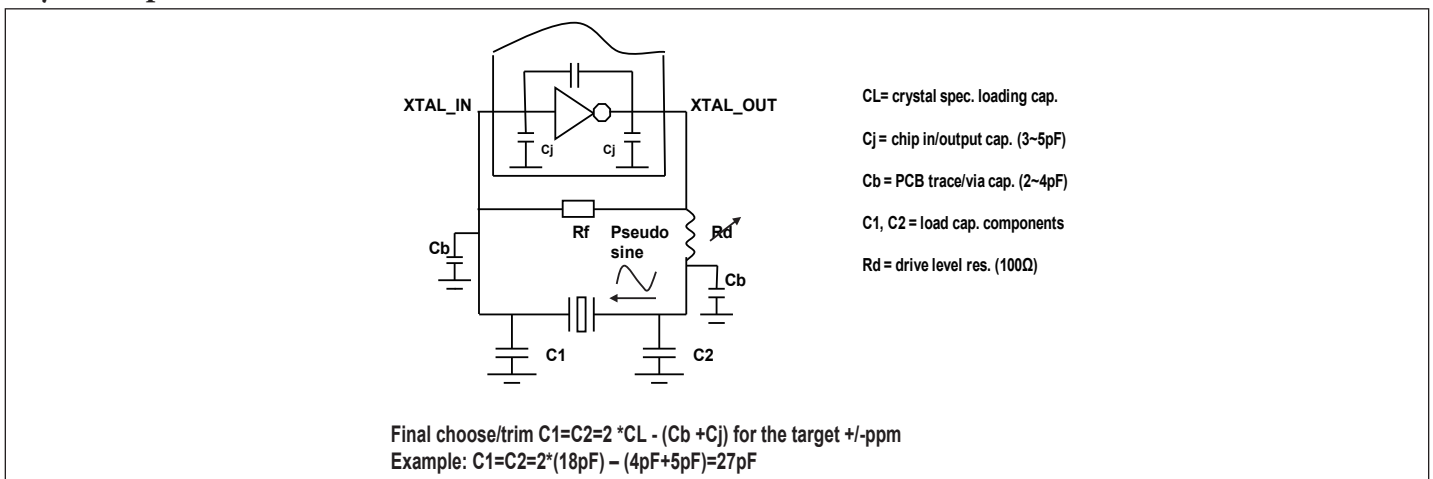 XTAL_IN
XTAL_OUT
Cj
Cj
Rf
Pseudo
sine
Rd
Cb
Cb
C1
C2
CL= crystal spec. loading cap.
Cj = chip in/output cap. (3~5pF)
Cb = PCB trace/via cap. (2~4pF)
C1, C2 = load cap. components
Rd = drive level res. (100Ω)
Final choose/trim C1=C2=2 *CL - (Cb +Cj) for the target +/-ppm
Example: C1=C2=2*(18pF) – (4pF+5pF)=27pF